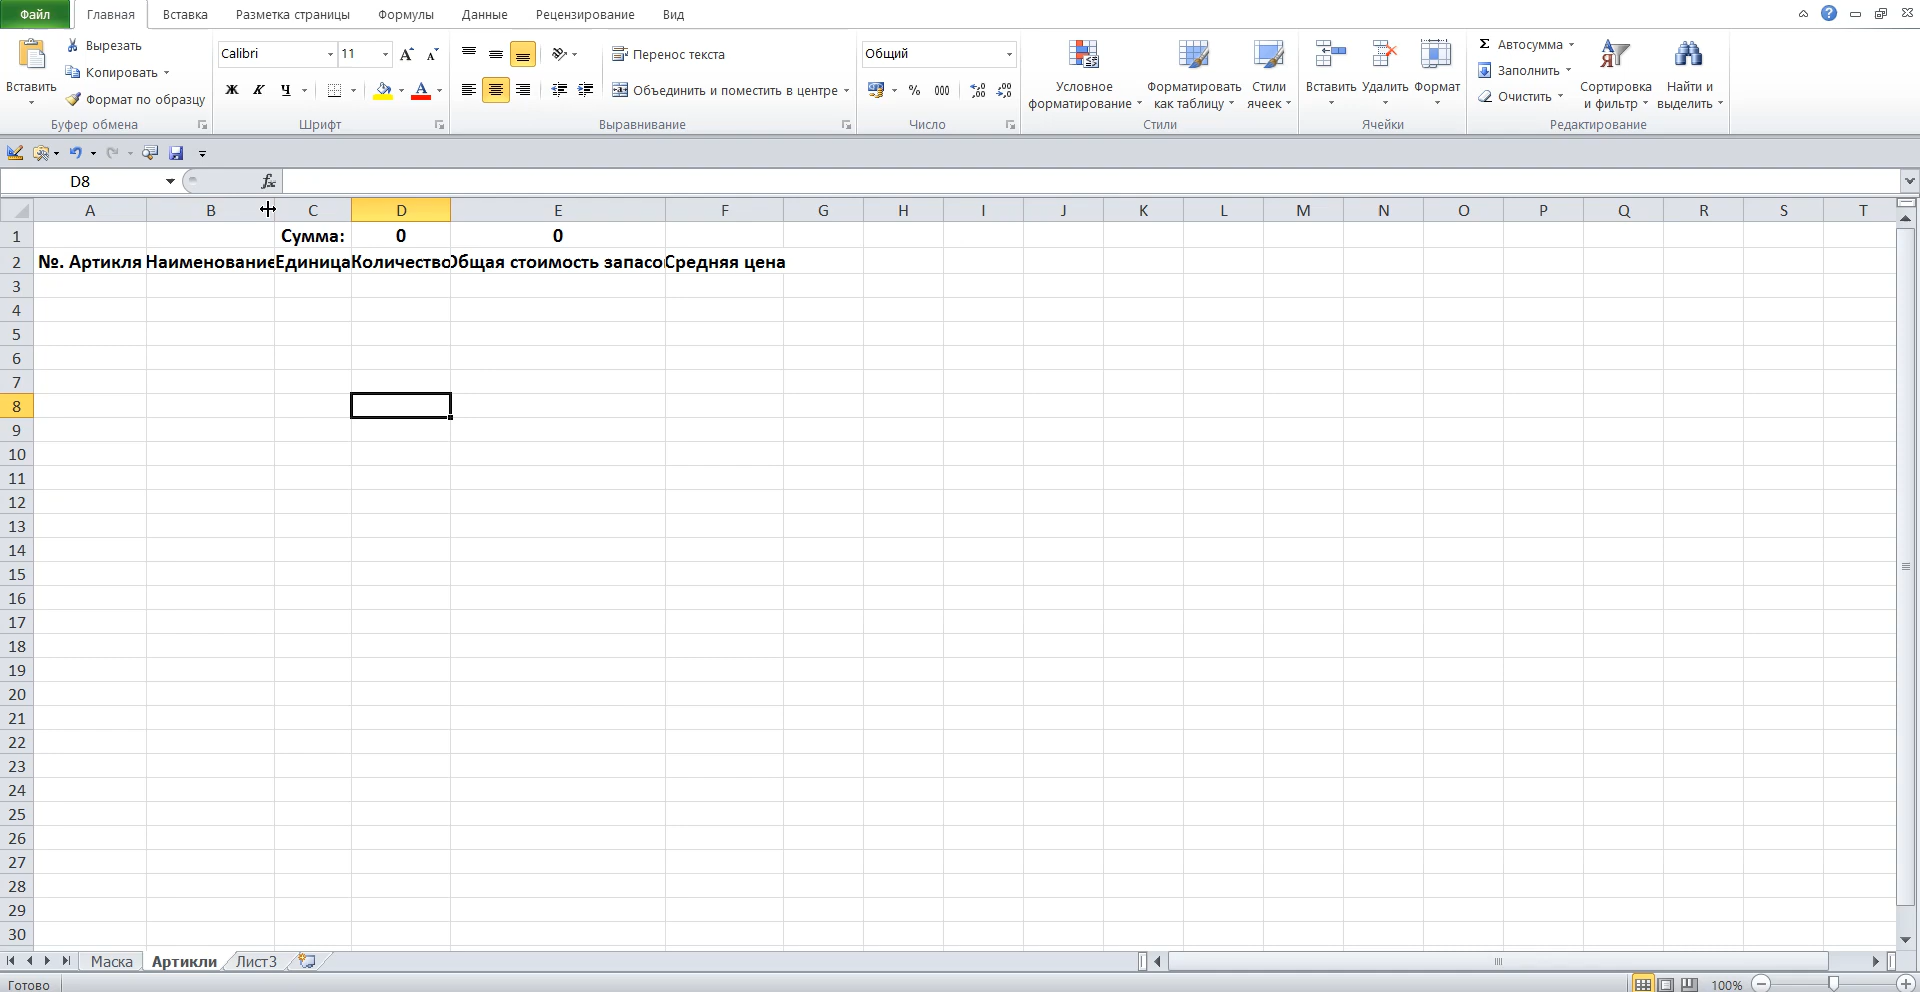 Файл Главная Вставка Разметка страницы Формулы Данные Рецензирование Вид
Вставить
Вырезать
Копировать
Формат по образцу
Буфер обмена
Calibri 11
Ж К Ч
Шрифт
Перенос текста
Объединить и поместить в центре
Выравнивание
Общий
% 000
Число
Условное форматирование
Форматировать как таблицу
Стили ячеек
Стили
Вставить Удалить Формат
Ячейки
Σ Автосумма
Заполнить
Очистить
Сортировка и фильтр
Найти и выделить
Редактирование
D8 fx
A B C D E F G H I J K L M N O P Q R S T
1 Сумма: 0 0
2 №. Артикля Наименование Единица Количество Общая стоимость запасо Средняя цена
3
4
5
6
7
8
9
10
11
12
13
14
15
16
17
18
19
20
21
22
23
24
25
26
27
28
29
30
Маска Артикли Лист3
Готово 100%